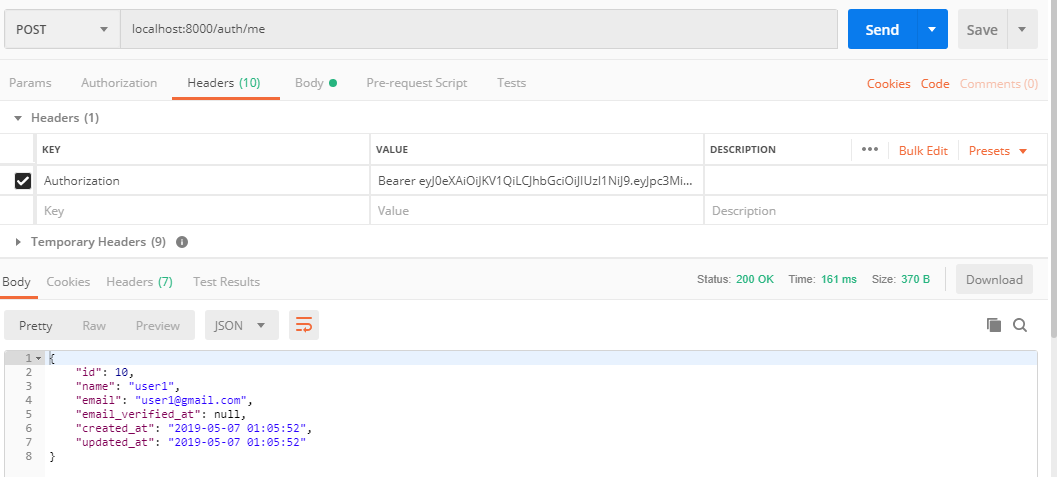 POST localhost:8000/auth/me Send Save
Params Authorization Headers (10) Body Pre-request Script Tests Cookies Code Comments (0)
Headers (1)
KEY VALUE DESCRIPTION ••• Bulk Edit Presets
Authorization Bearer eyJ0eXAiOiJKV1QiLCJhbGciOiJIUzI1NiJ9.eyJpc3Mi...
Key Value Description
Temporary Headers (9)
Body Cookies Headers (7) Test Results Status: 200 OK Time: 161 ms Size: 370 B Download
Pretty Raw Preview JSON
1 {
2 "id": 10,
3 "name": "user1",
4 "email": "user1@gmail.com",
5 "email_verified_at": null,
6 "created_at": "2019-05-07 01:05:52",
7 "updated_at": "2019-05-07 01:05:52"
8 }